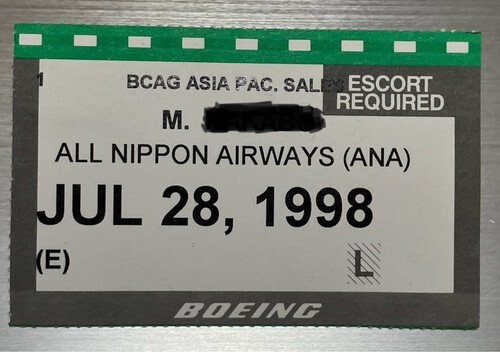 1
BCAG ASIA PAC. SALES
ESCORT
REQUIRED
M.
ALL NIPPON AIRWAYS (ANA)
JUL 28, 1998
(E)
L
BOEING